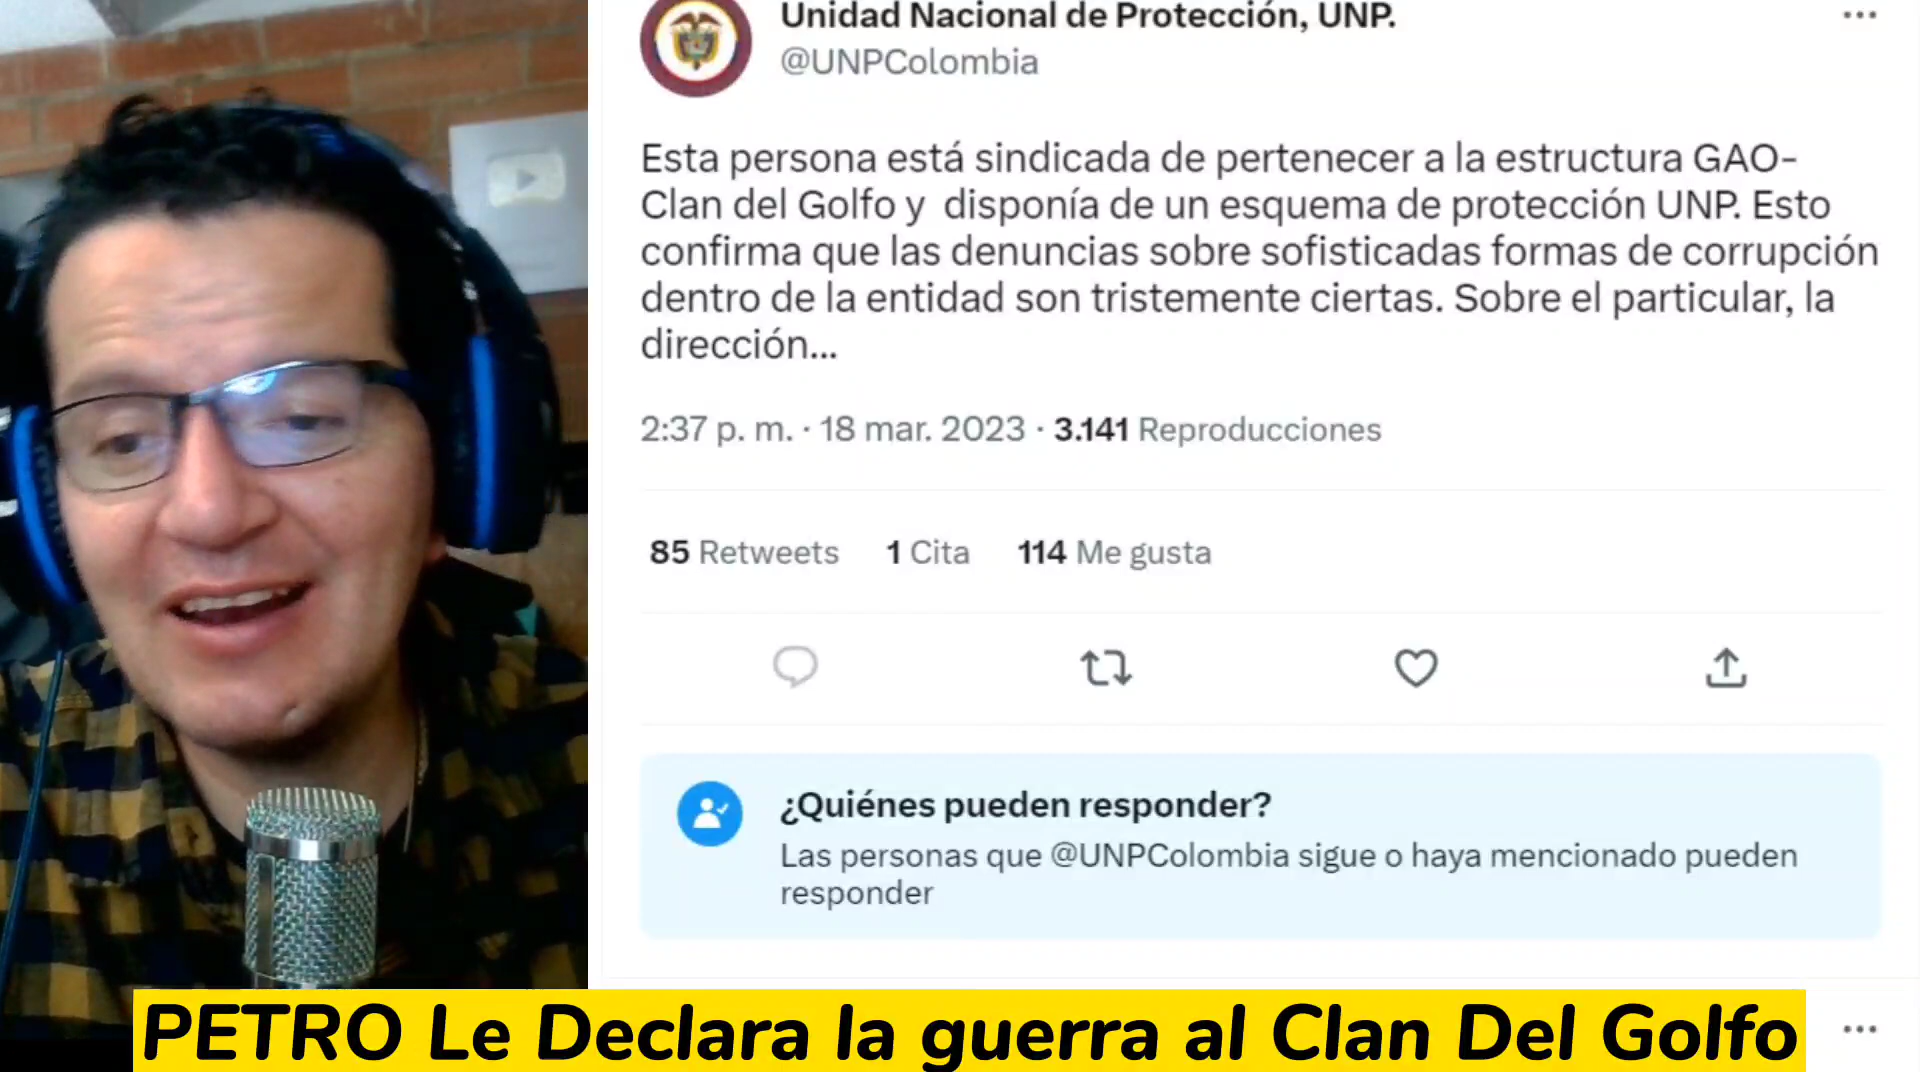 Unidad Nacional de Protección, UNP.
@UNPColombia
Esta persona está sindicada de pertenecer a la estructura GAO-
Clan del Golfo y disponía de un esquema de protección UNP. Esto
confirma que las denuncias sobre sofisticadas formas de corrupción
dentro de la entidad son tristemente ciertas. Sobre el particular, la
dirección...
2:37 p. m. · 18 mar. 2023 · 3.141 Reproducciones
85 Retweets 1 Cita 114 Me gusta
¿Quiénes pueden responder?
Las personas que @UNPColombia sigue o haya mencionado pueden
responder
PETRO Le Declara la guerra al Clan Del Golfo